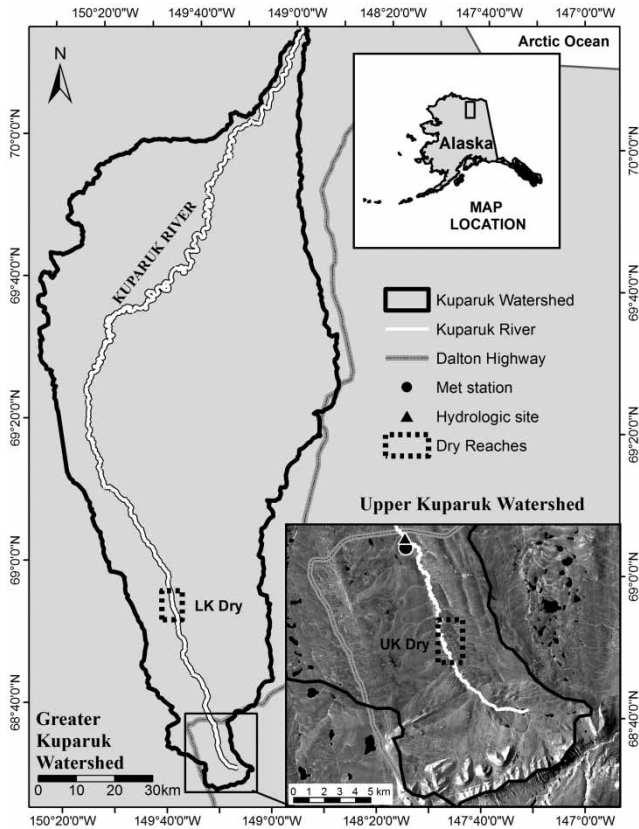 150°20'0"W 149°40'0"W 149°0'0"W 148°20'0"W 147°40'0"W 147°0'0"W
Arctic Ocean
N
Alaska
MAP
LOCATION
70°0'0"N
70°0'0"N
KUPARUK RIVER
69°40'0"N
69°40'0"N
Kuparuk Watershed
Kuparuk River
Dalton Highway
Met station
Hydrologic site
Dry Reaches
69°20'0"N
69°20'0"N
Upper Kuparuk Watershed
69°0'0"N
69°0'0"N
LK Dry
UK Dry
68°40'0"N
68°40'0"N
Greater
Kuparuk
Watershed
0 10 20 30km
0 1 2 3 4 5 km
150°20'0"W 149°40'0"W 149°0'0"W 148°20'0"W 147°40'0"W 147°0'0"W